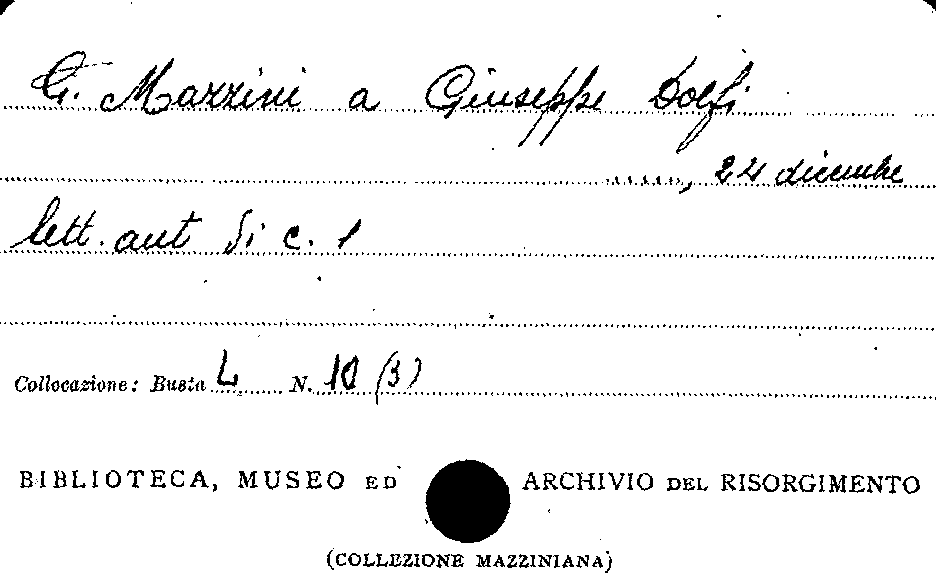 G. Mazzini a Giuseppe Dolfi
......, 24 dicembre
lett. aut di c. 1
Collocazione: Busta L N. 10 (3)
BIBLIOTECA, MUSEO ED ARCHIVIO DEL RISORGIMENTO
(COLLEZIONE MAZZINIANA)